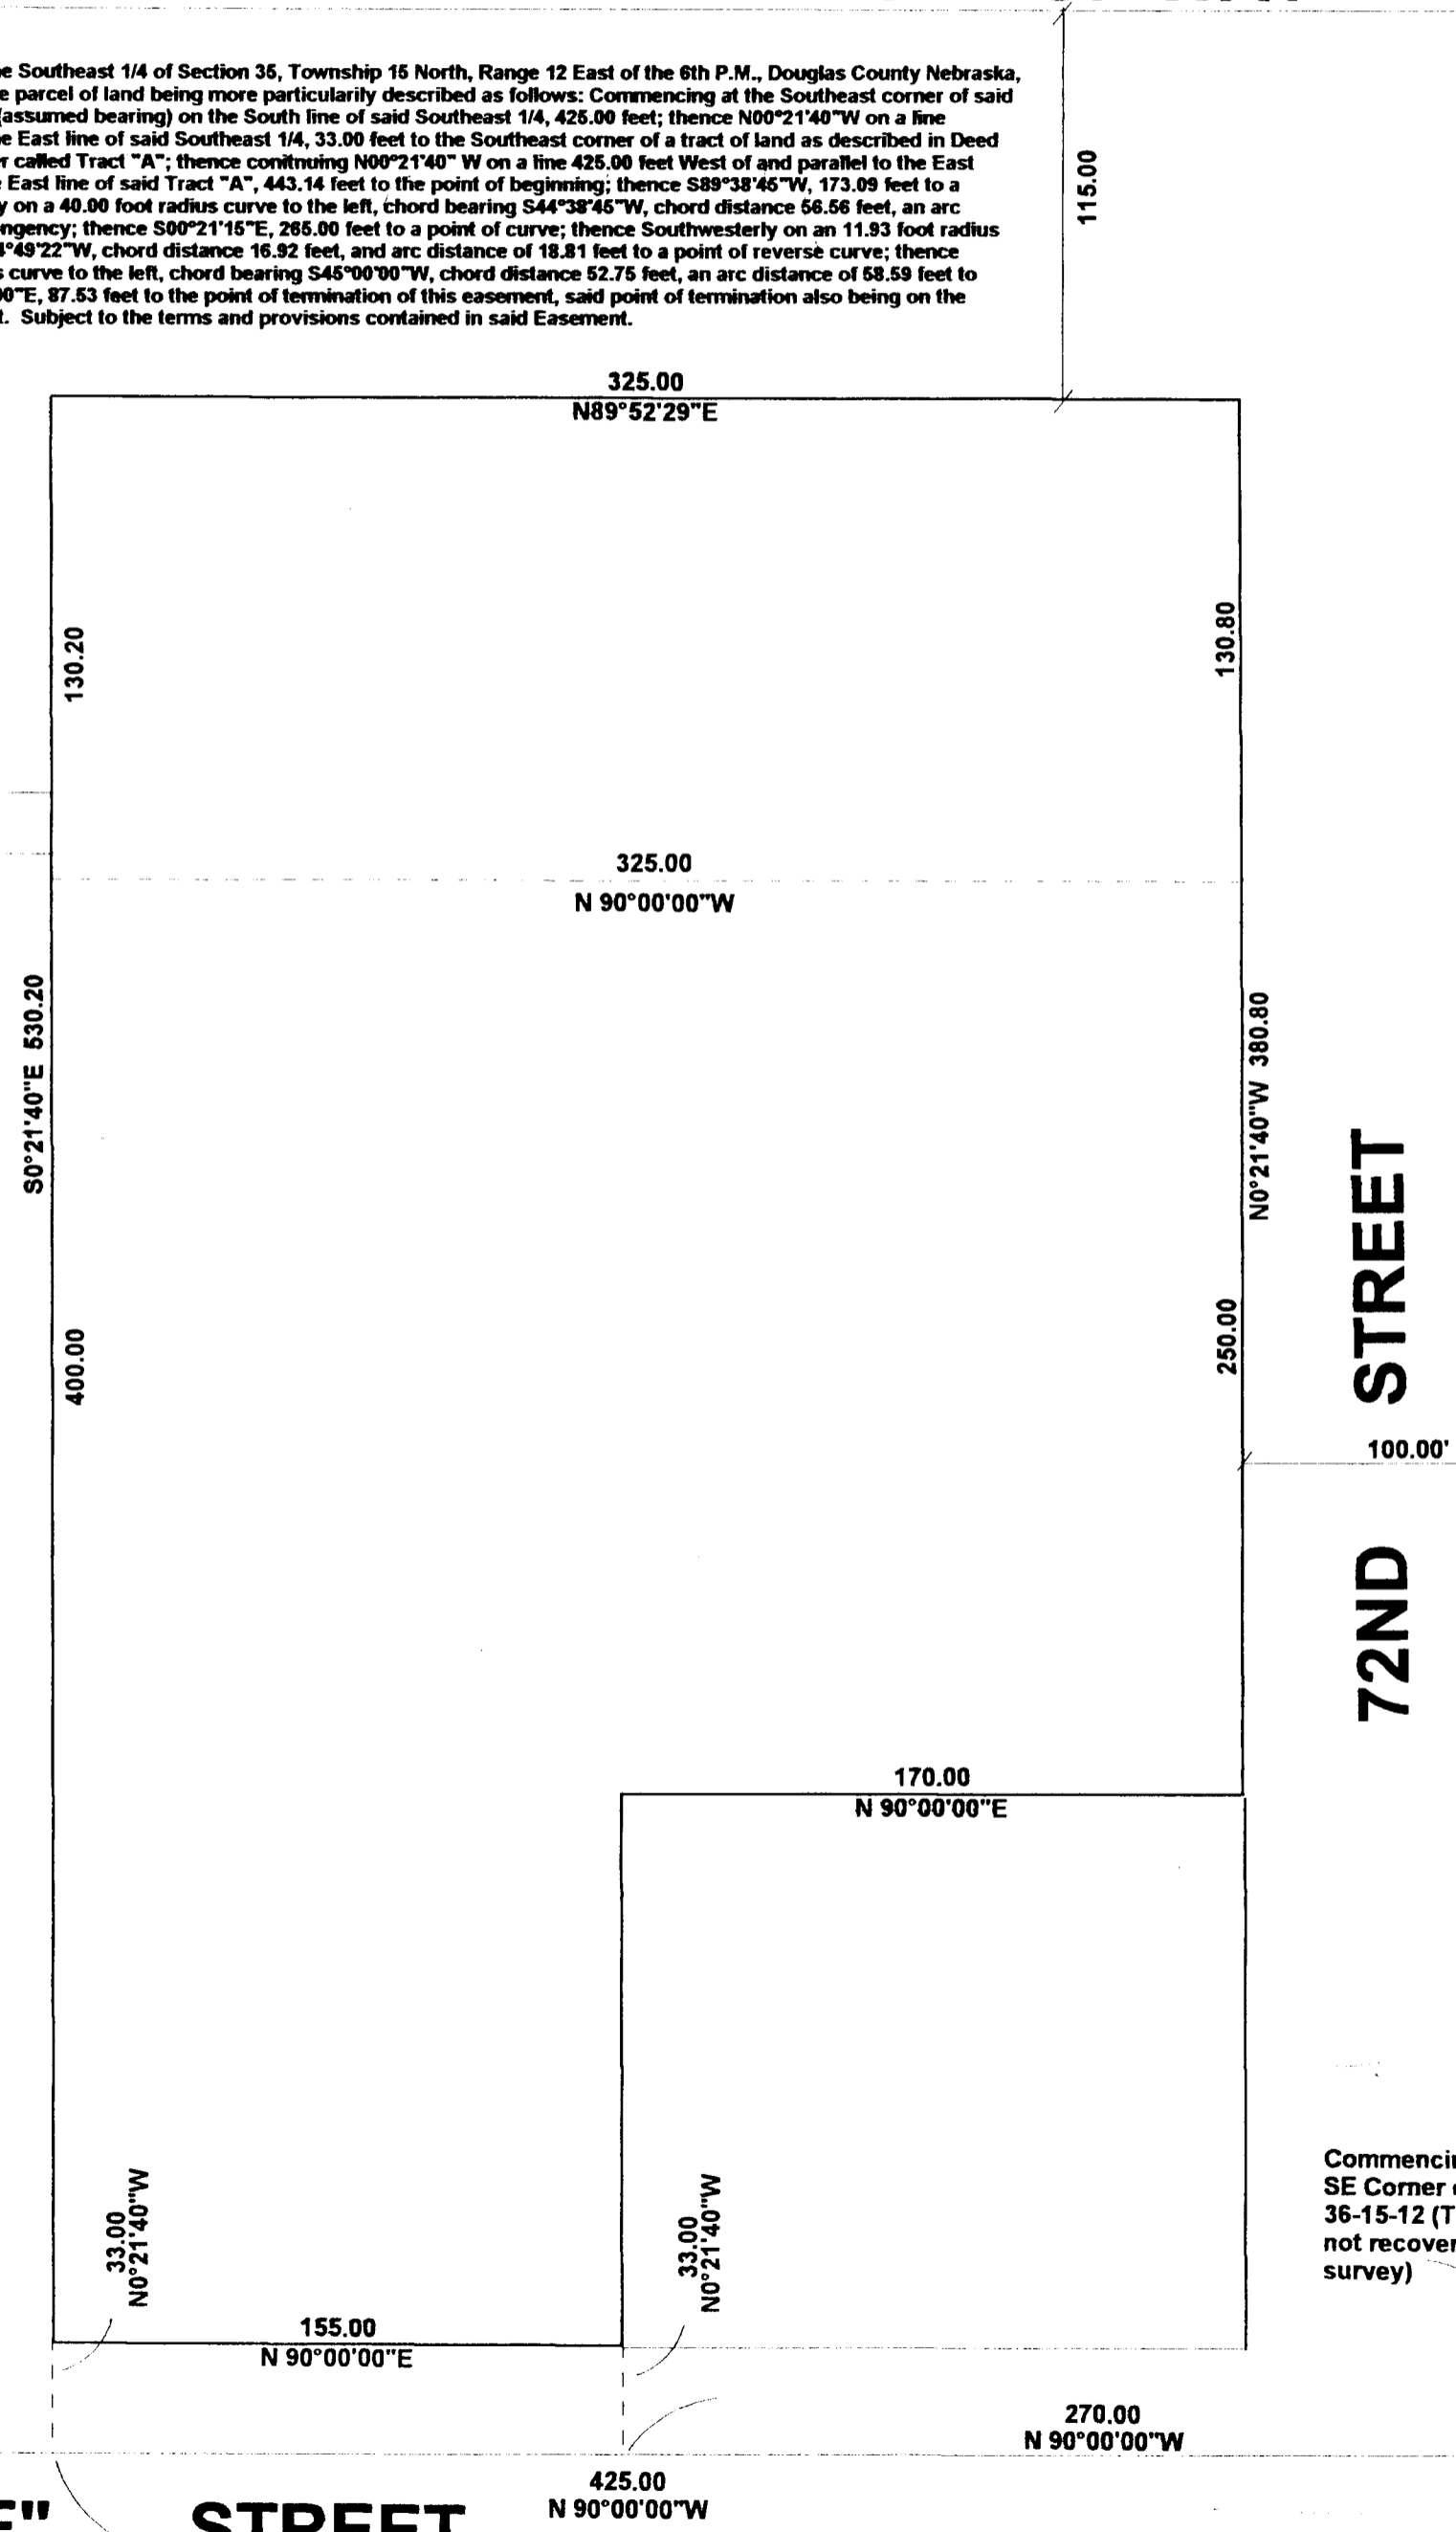 e Southeast 1/4 of Section 35, Township 15 North, Range 12 East of the 6th P.M., Douglas County Nebraska,
e parcel of land being more particularily described as follows: Commencing at the Southeast corner of said
(assumed bearing) on the South line of said Southeast 1/4, 425.00 feet; thence N00°21'40"W on a line
e East line of said Southeast 1/4, 33.00 feet to the Southeast corner of a tract of land as described in Deed
r called Tract "A"; thence conitnuing N00°21'40" W on a line 425.00 feet West of and parallel to the East
East line of said Tract "A", 443.14 feet to the point of beginning; thence S89°38'45"W, 173.09 feet to a
y on a 40.00 foot radius curve to the left, chord bearing S44°38'45"W, chord distance 56.56 feet, an arc
ngency; thence S00°21'15"E, 265.00 feet to a point of curve; thence Southwesterly on an 11.93 foot radius
°49'22"W, chord distance 16.92 feet, and arc distance of 18.81 feet to a point of reverse curve; thence
s curve to the left, chord bearing S45°00'00"W, chord distance 52.75 feet, an arc distance of 58.59 feet to
00"E, 87.53 feet to the point of termination of this easement, said point of termination also being on the
t. Subject to the terms and provisions contained in said Easement.
115.00
325.00
N89°52'29"E
130.20
130.80
325.00
N 90°00'00"W
S0°21'40"E 530.20
N0°21'40"W 380.80
400.00
250.00
72ND STREET
100.00'
170.00
N 90°00'00"E
33.00
N0°21'40"W
33.00
N0°21'40"W
Commencin
SE Corner
36-15-12 (T
not recover
survey)
155.00
N 90°00'00"E
270.00
N 90°00'00"W
425.00
N 90°00'00"W
" STREET